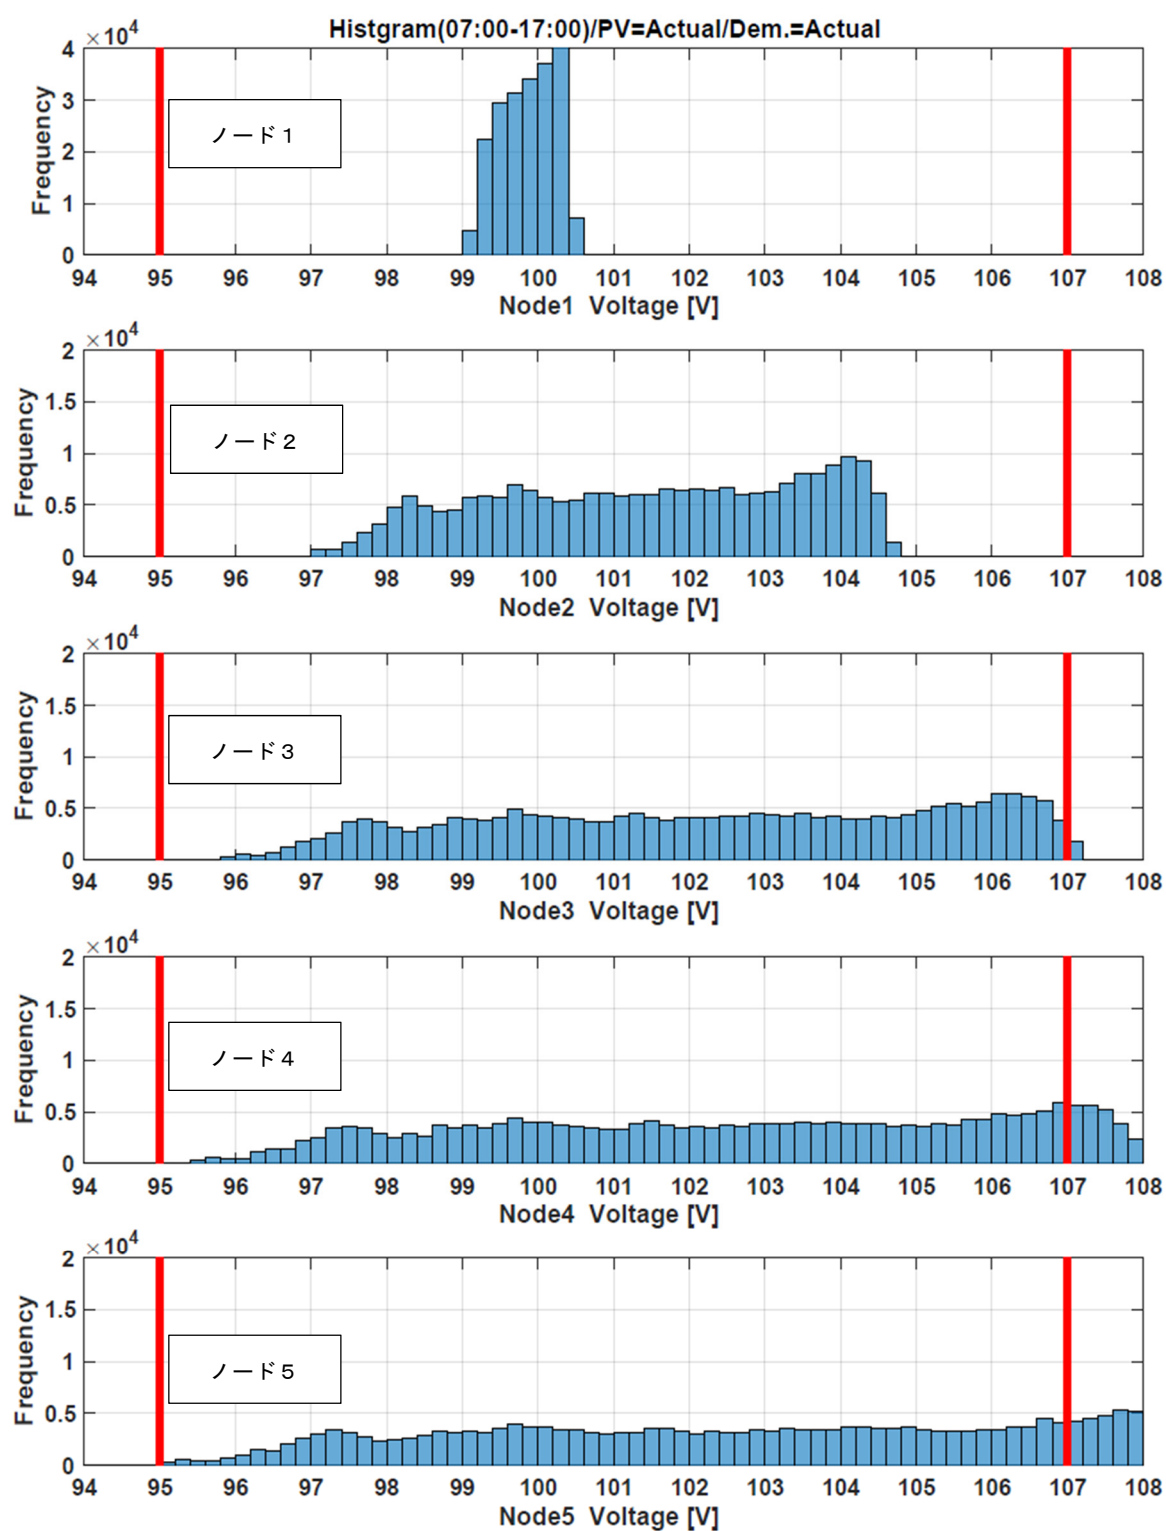 Histgram(07:00-17:00)/PV=Actual/Dem.=Actual
×10⁴
4
3
2
1
0
Frequency
ノード1
94 95 96 97 98 99 100 101 102 103 104 105 106 107 108
Node1 Voltage [V]
×10⁴
2
1.5
1
0.5
0
Frequency
ノード2
94 95 96 97 98 99 100 101 102 103 104 105 106 107 108
Node2 Voltage [V]
×10⁴
2
1.5
1
0.5
0
Frequency
ノード3
94 95 96 97 98 99 100 101 102 103 104 105 106 107 108
Node3 Voltage [V]
×10⁴
2
1.5
1
0.5
0
Frequency
ノード4
94 95 96 97 98 99 100 101 102 103 104 105 106 107 108
Node4 Voltage [V]
×10⁴
2
1.5
1
0.5
0
Frequency
ノード5
94 95 96 97 98 99 100 101 102 103 104 105 106 107 108
Node5 Voltage [V]